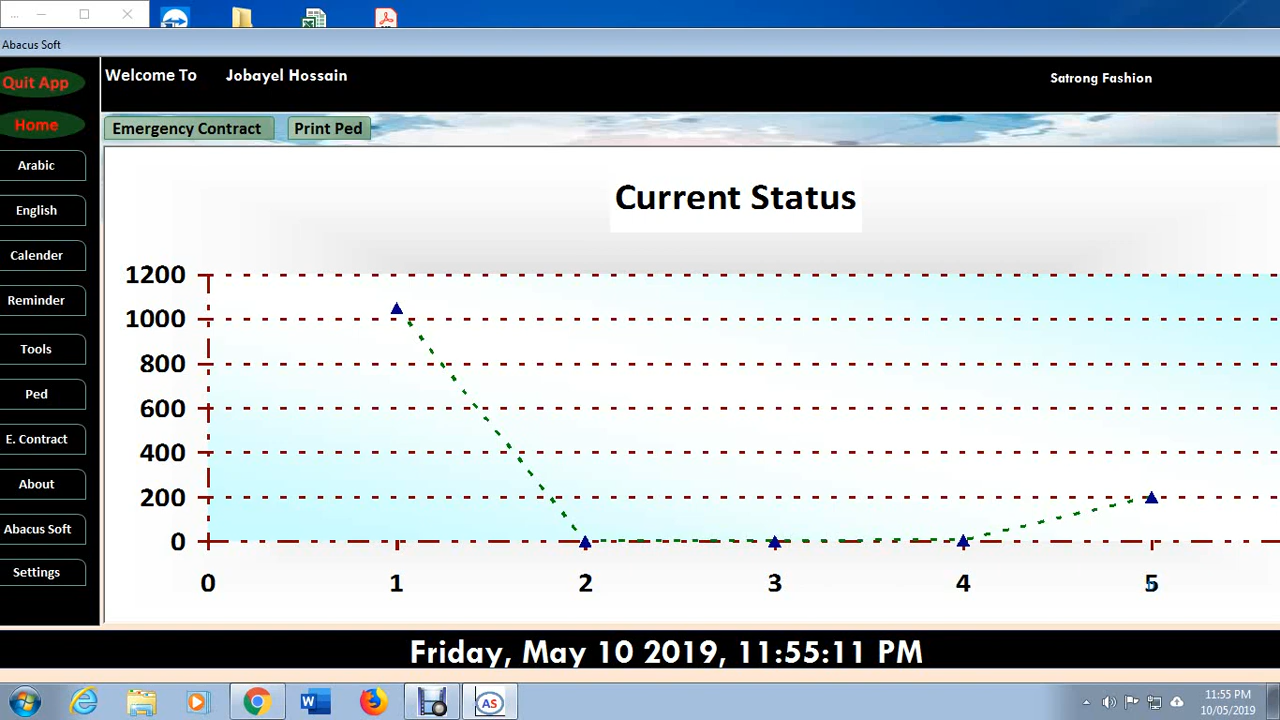 ...
Abacus Soft
Quit App
Home
Arabic
English
Calender
Reminder
Tools
Ped
E. Contract
About
Abacus Soft
Settings
Welcome To Jobayel Hossain
Satrong Fashion
Emergency Contract Print Ped
Current Status
1200
1000
800
600
400
200
0
0 1 2 3 4 5
Friday, May 10 2019, 11:55:11 PM
W
AS
11:55 PM
10/05/2019